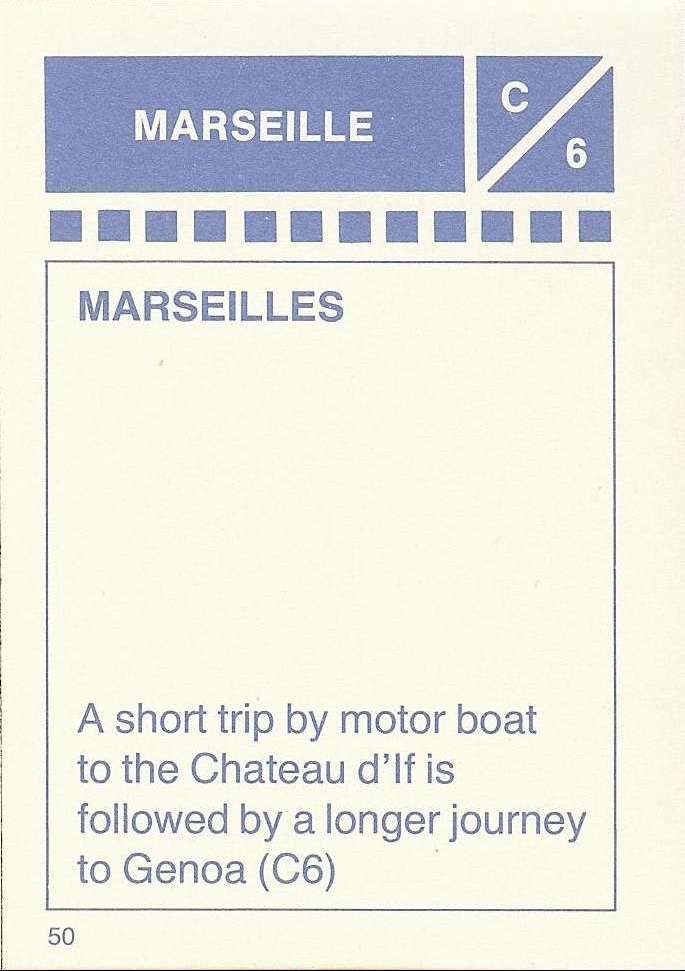 MARSEILLE
C
6
MARSEILLES
A short trip by motor boat
to the Chateau d'If is
followed by a longer journey
to Genoa (C6)
50